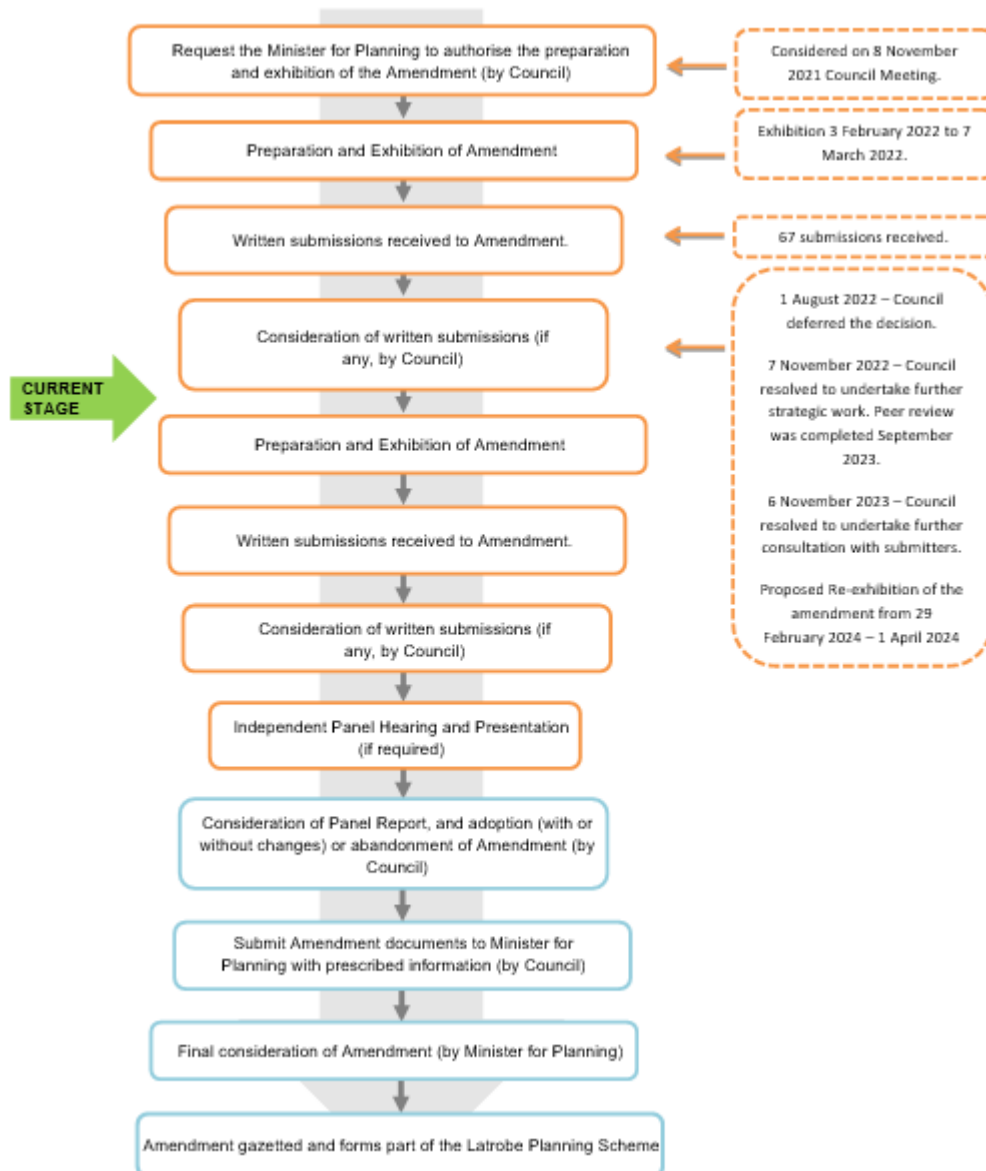 Request the Minister for Planning to authorise the preparation
and exhibition of the Amendment (by Council)
Considered on 8 November
2021 Council Meeting.
Preparation and Exhibition of Amendment
Exhibition 3 February 2022 to 7
March 2022.
Written submissions received to Amendment.
67 submissions received.
Consideration of written submissions (if
any, by Council)
1 August 2022 – Council
deferred the decision.
7 November 2022 – Council
resolved to undertake further
strategic work. Peer review
was completed September
2023.
6 November 2023 – Council
resolved to undertake further
consultation with submitters.
Proposed Re-exhibition of the
amendment from 29
February 2024 – 1 April 2024
CURRENT
STAGE
Preparation and Exhibition of Amendment
Written submissions received to Amendment.
Consideration of written submissions (if
any, by Council)
Independent Panel Hearing and Presentation
(if required)
Consideration of Panel Report, and adoption (with or
without changes) or abandonment of Amendment (by
Council)
Submit Amendment documents to Minister for
Planning with prescribed information (by Council)
Final consideration of Amendment (by Minister for Planning)
Amendment gazetted and forms part of the Latrobe Planning Scheme